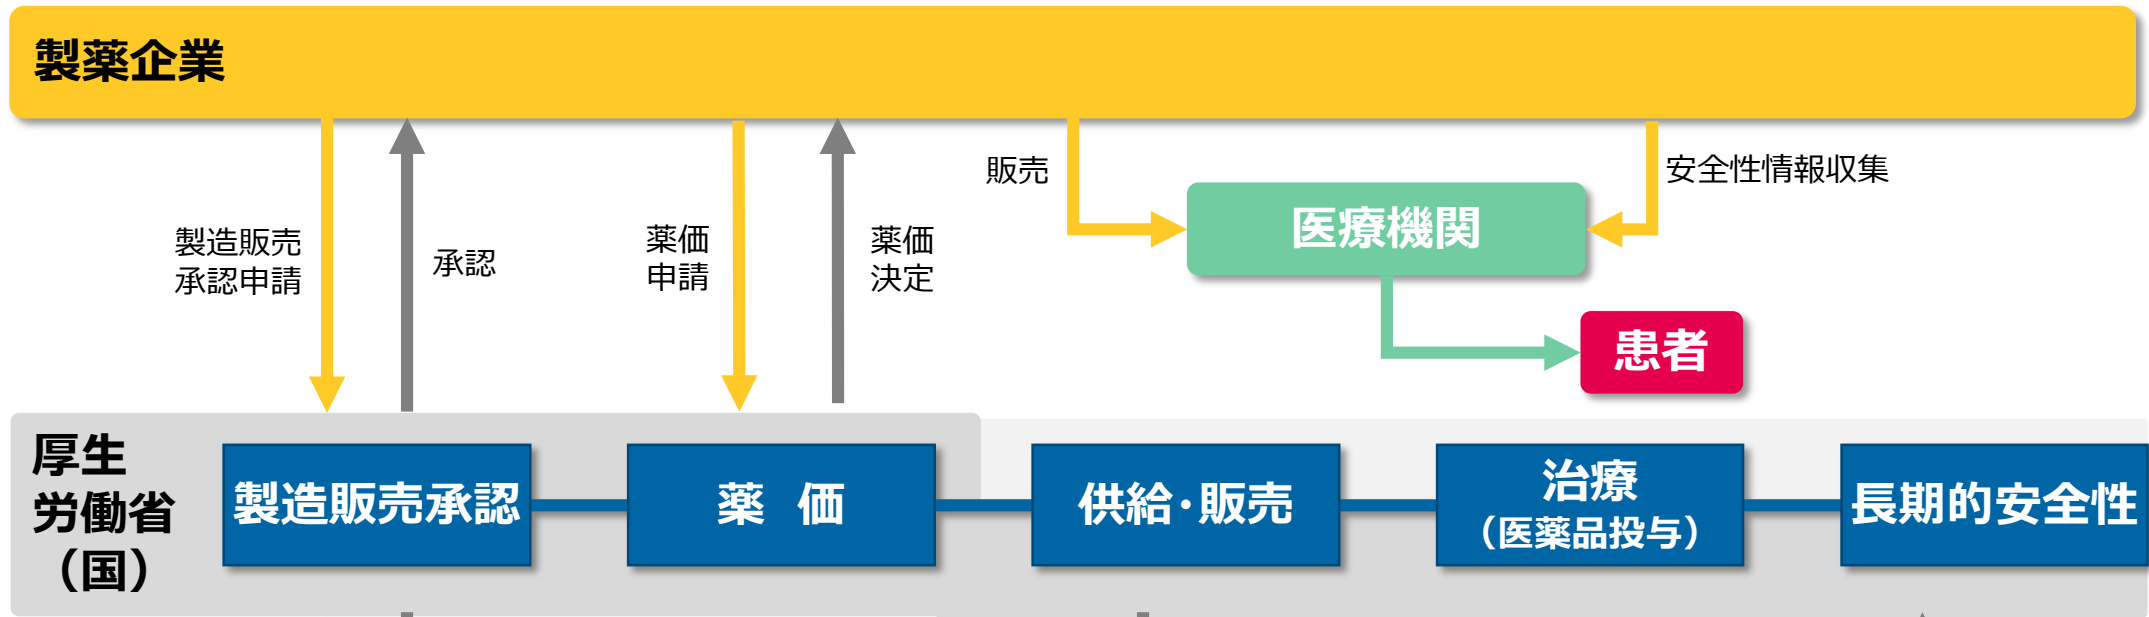 製薬企業
製造販売
承認申請
承認
薬価
申請
薬価
決定
販売
安全性情報収集
医療機関
患者
厚生
労働省
（国）
製造販売承認
薬 価
供給･販売
治療
（医薬品投与）
長期的安全性